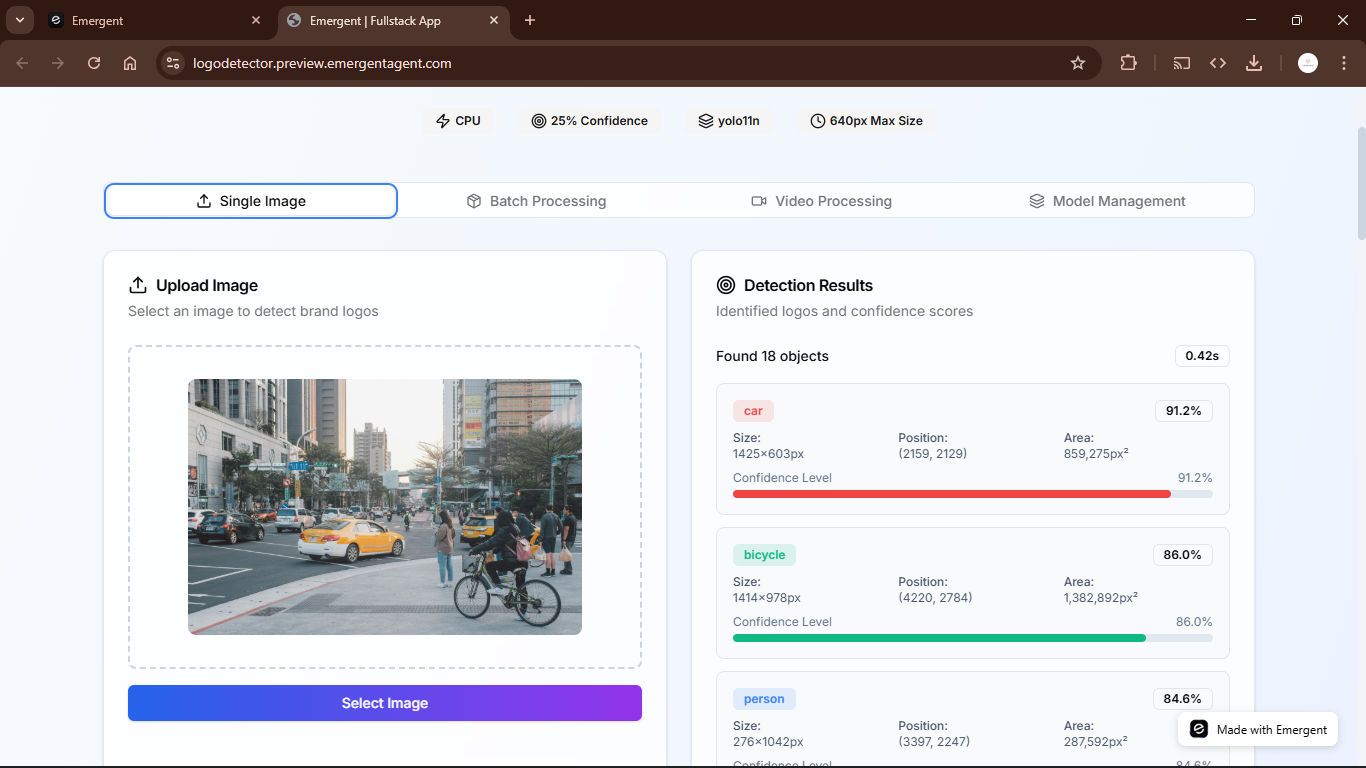 Emergent
Emergent | Fullstack App
logodetector.preview.emergentagent.com
CPU
25% Confidence
yolo11n
640px Max Size
Single Image
Batch Processing
Video Processing
Model Management
Upload Image
Select an image to detect brand logos
Select Image
Detection Results
Identified logos and confidence scores
Found 18 objects
0.42s
car
91.2%
Size:
Position:
Area:
1425×603px
(2159, 2129)
859,275px²
Confidence Level
91.2%
bicycle
86.0%
Size:
Position:
Area:
1414×978px
(4220, 2784)
1,382,892px²
Confidence Level
86.0%
person
84.6%
Size:
Position:
Area:
276×1042px
(3397, 2247)
287,592px²
Confidence Level
84.6%
Made with Emergent